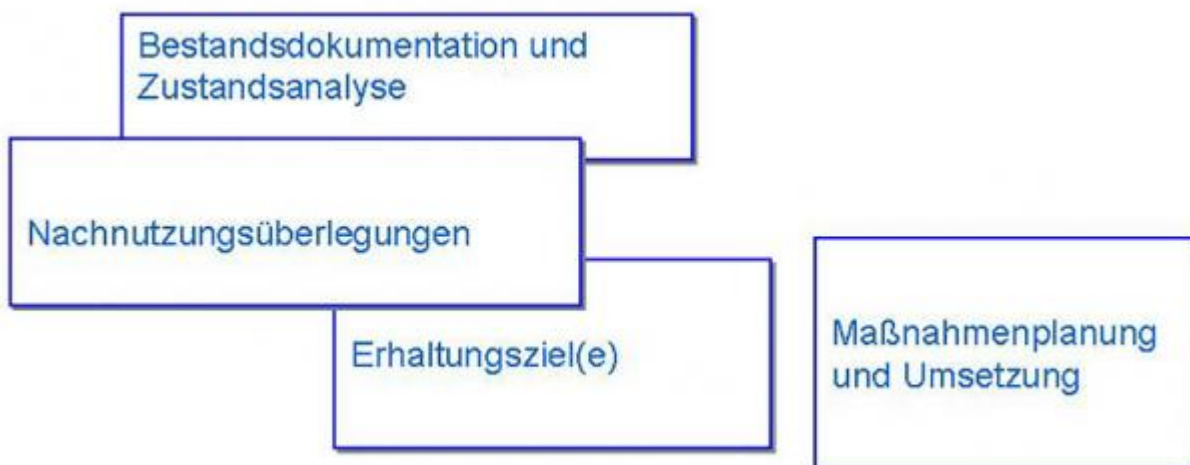 Bestandsdokumentation und
Zustandsanalyse
Nachnutzungsüberlegungen
Erhaltungsziel(e)
Maßnahmenplanung
und Umsetzung